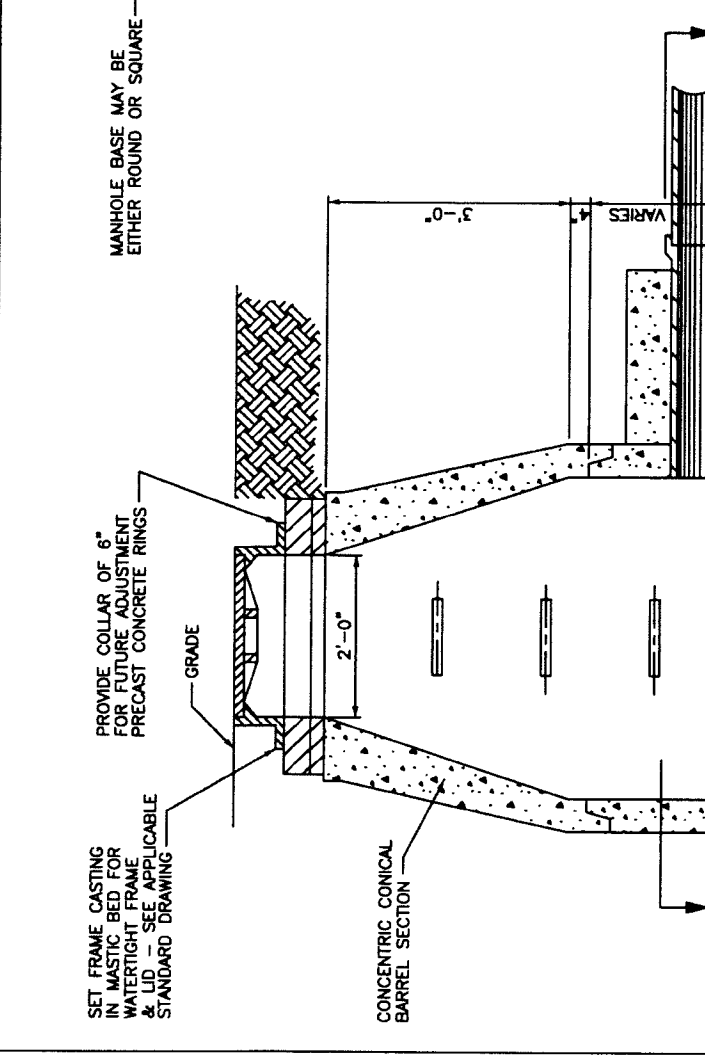 SET FRAME CASTING
IN MASTIC BED FOR
WATERTIGHT FRAME
& LID – SEE APPLICABLE
STANDARD DRAWING
PROVIDE COLLAR OF 6"
FOR FUTURE ADJUSTMENT
PRECAST CONCRETE RINGS
GRADE
MANHOLE BASE MAY BE
EITHER ROUND OR SQUARE
CONCENTRIC CONICAL
BARREL SECTION
2'-0"
3'-0"
4"
VARIES